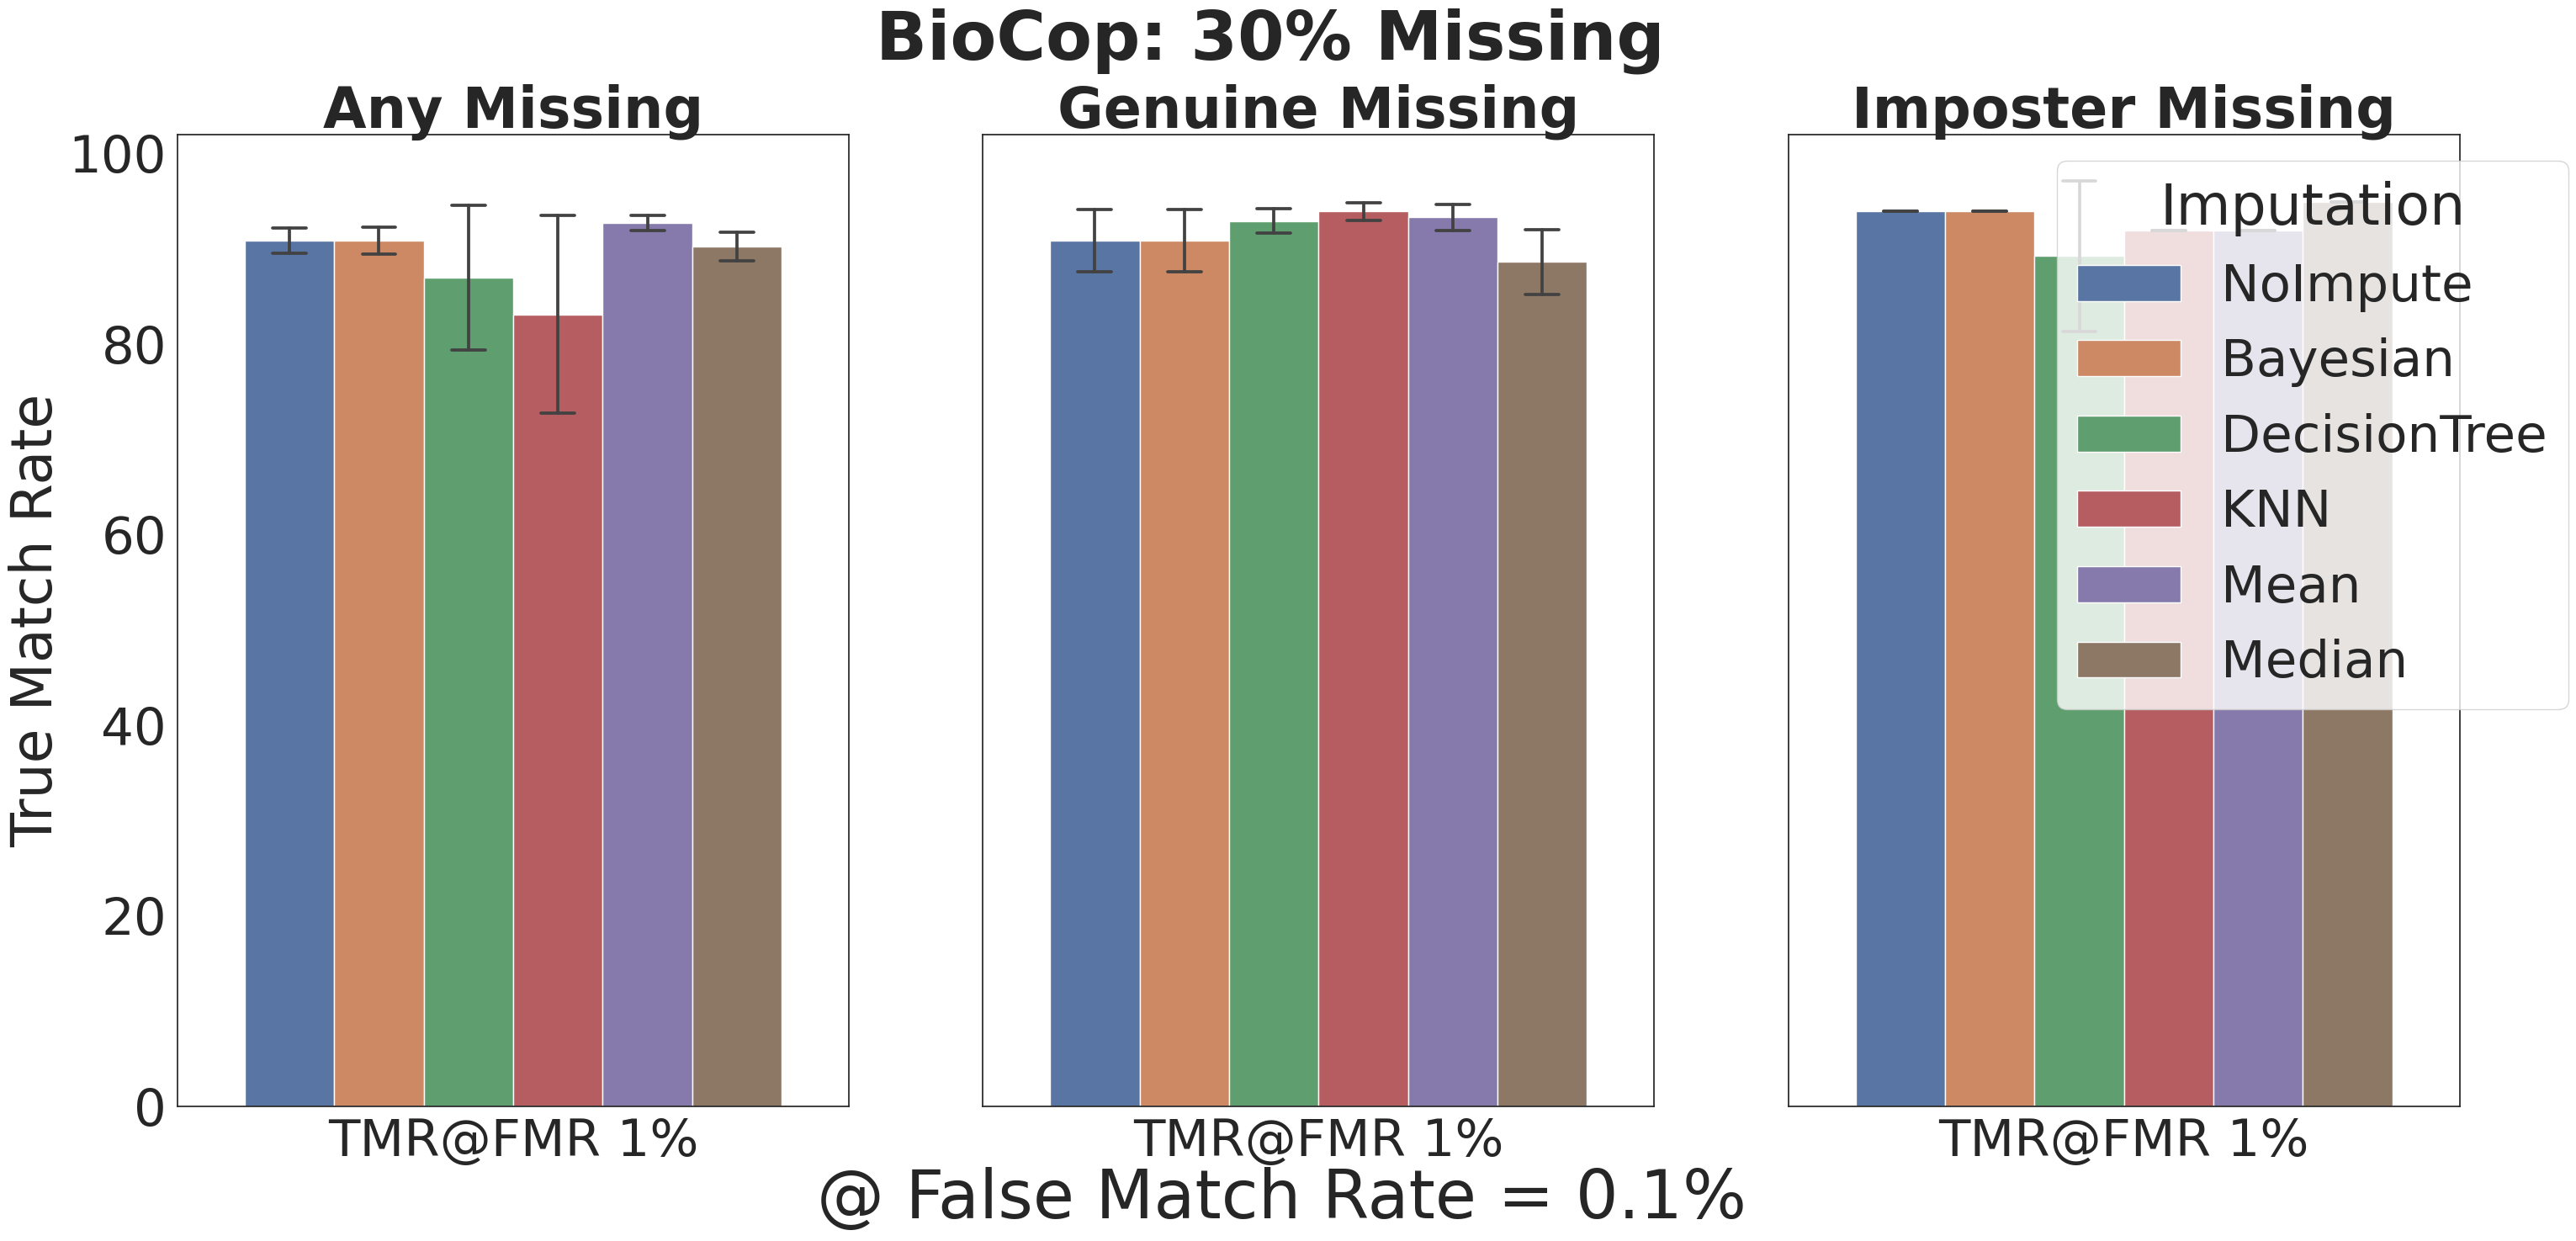 BioCop: 30% Missing
Any Missing
Genuine Missing
Imposter Missing
True Match Rate
100
80
60
40
20
0
Imputation
NoImpute
Bayesian
DecisionTree
KNN
Mean
Median
TMR@FMR 1%
TMR@FMR 1%
TMR@FMR 1%
@ False Match Rate = 0.1%